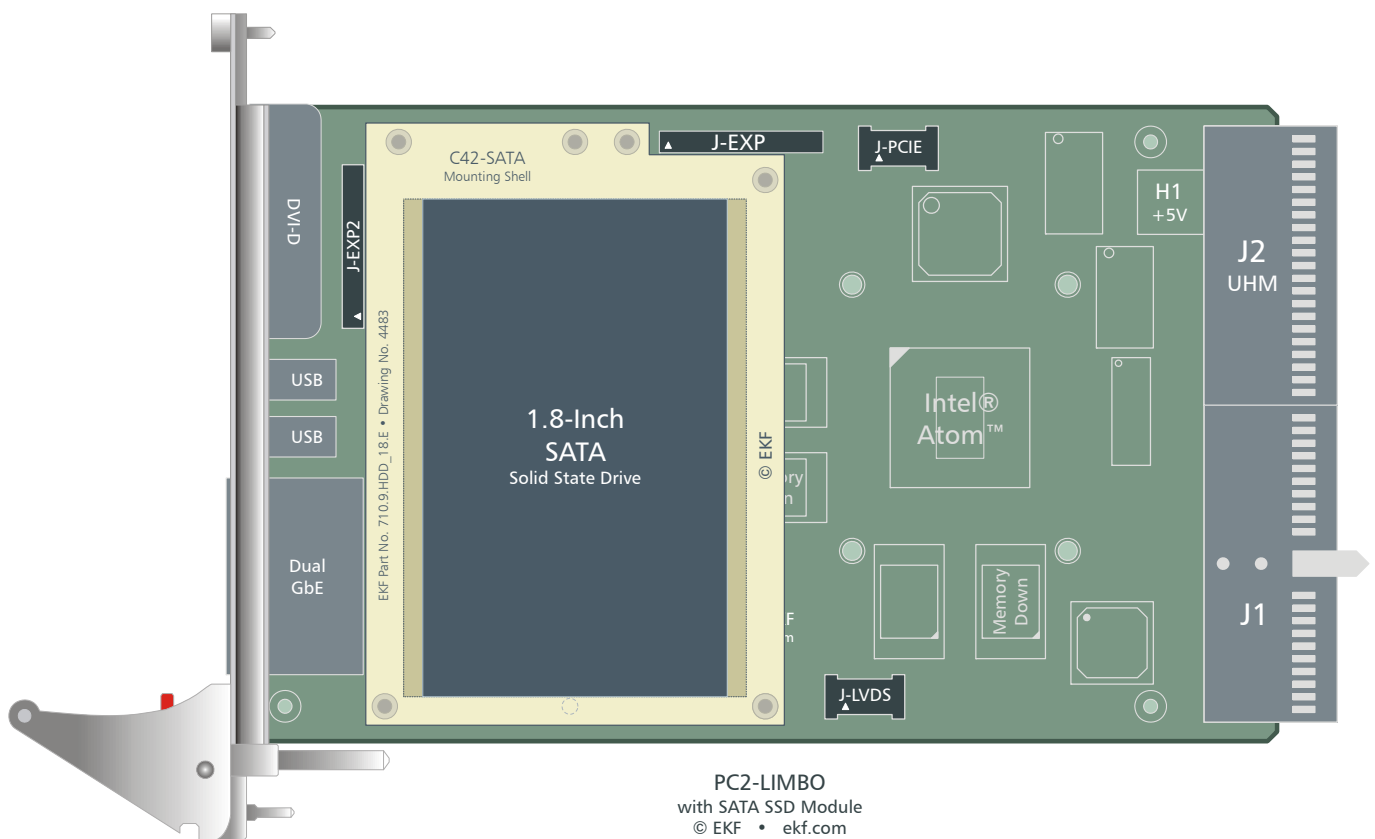 C42-SATA
Mounting Shell
J-EXP
J-PCIE
H1
+5V
J2
UHM
DVI-D
J-EXP2
EKF Part No. 710.9.HDD_18.E • Drawing No. 4483
USB
USB
Dual
GbE
1.8-Inch
SATA
Solid State Drive
© EKF
Intel®
Atom™
Memory
Down
J1
J-LVDS
PC2-LIMBO
with SATA SSD Module
© EKF • ekf.com